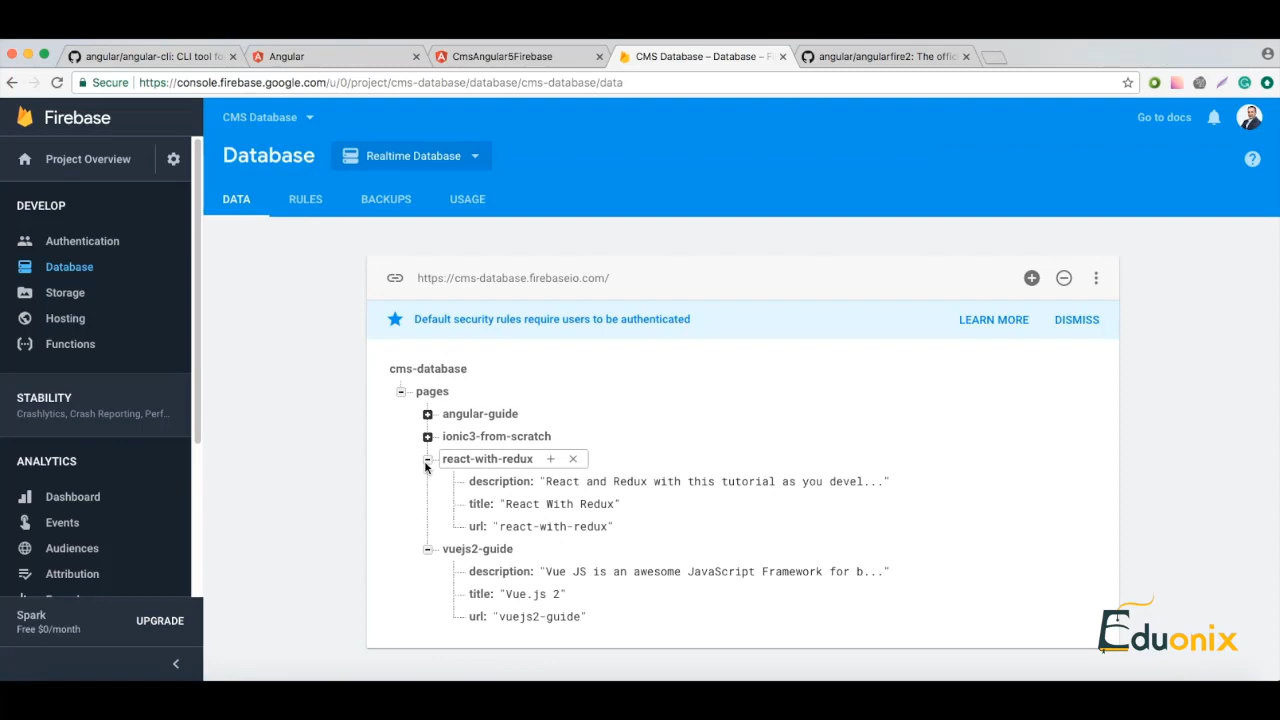 angular/angular-cli: CLI tool fo
Angular
CmsAngular5Firebase
CMS Database – Database – F
angular/angularfire2: The offic
Secure
https://console.firebase.google.com/u/0/project/cms-database/database/cms-database/data
Firebase
CMS Database
Go to docs
Project Overview
Database
Realtime Database
DATA
RULES
BACKUPS
USAGE
DEVELOP
Authentication
Database
Storage
Hosting
Functions
STABILITY
Crashlytics, Crash Reporting, Perf...
ANALYTICS
Dashboard
Events
Audiences
Attribution
Spark
Free $0/month
UPGRADE
https://cms-database.firebaseio.com/
Default security rules require users to be authenticated
LEARN MORE
DISMISS
cms-database
pages
angular-guide
ionic3-from-scratch
react-with-redux
description: "React and Redux with this tutorial as you devel..."
title: "React With Redux"
url: "react-with-redux"
vuejs2-guide
description: "Vue JS is an awesome JavaScript Framework for b..."
title: "Vue.js 2"
url: "vuejs2-guide"
Eduonix